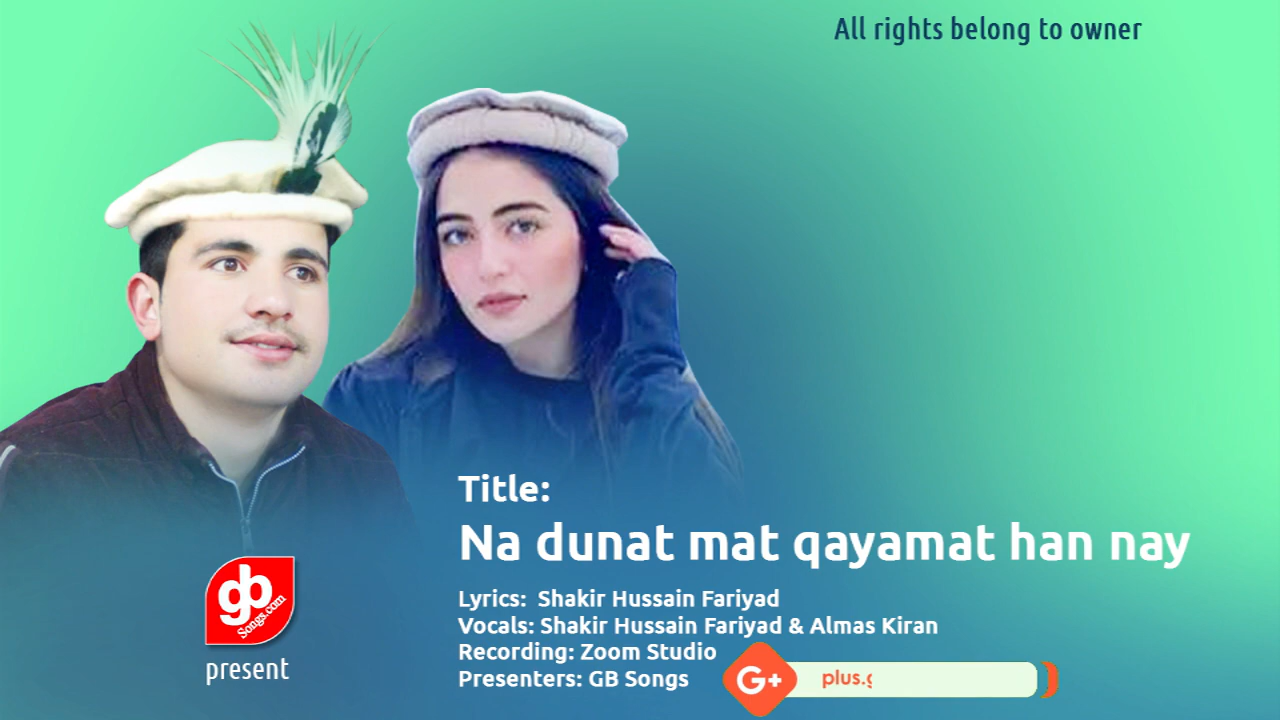 All rights belong to owner
Title:
Na dunat mat qayamat han nay
Lyrics: Shakir Hussain Fariyad
Vocals: Shakir Hussain Fariyad & Almas Kiran
Recording: Zoom Studio
Presenters: GB Songs
gb
Songs.com
present
G+
plus.g